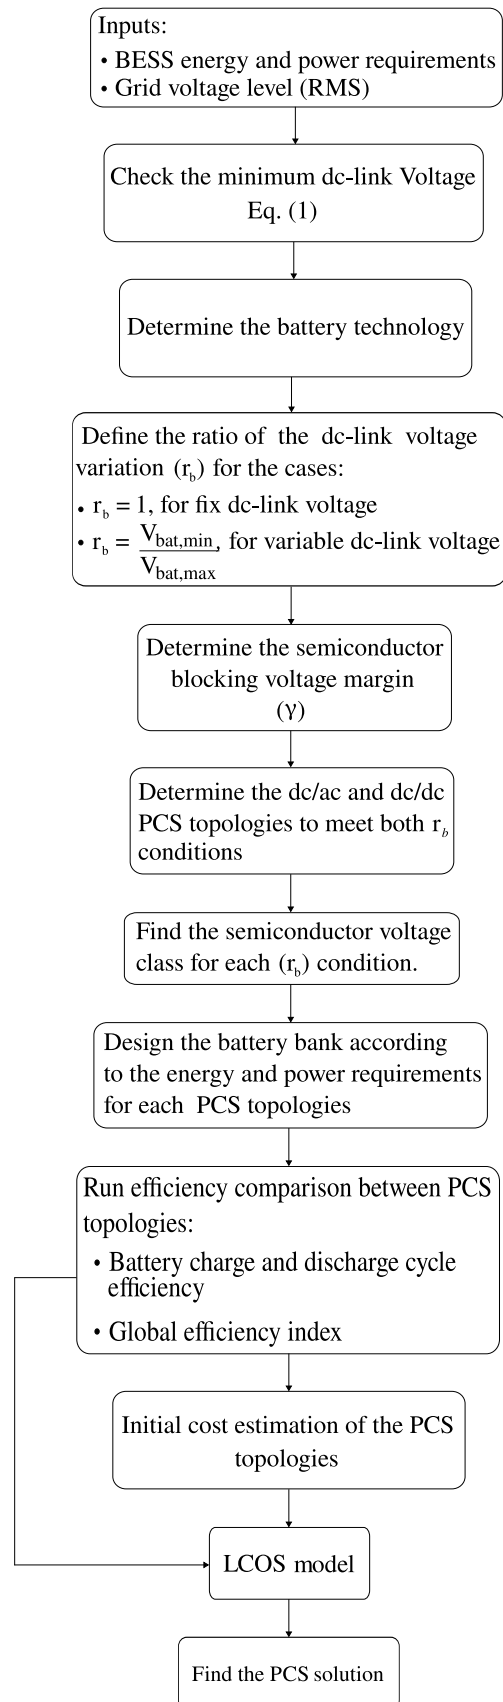 Inputs:
• BESS energy and power requirements
• Grid voltage level (RMS)
Check the minimum dc-link Voltage
Eq. (1)
Determine the battery technology
Define the ratio of the dc-link voltage
variation (r_b) for the cases:
• r_b = 1, for fix dc-link voltage
• r_b = V_bat,min / V_bat,max, for variable dc-link voltage
Determine the semiconductor
blocking voltage margin
(γ)
Determine the dc/ac and dc/dc
PCS topologies to meet both r_b
conditions
Find the semiconductor voltage
class for each (r_b) condition.
Design the battery bank according
to the energy and power requirements
for each PCS topologies
Run efficiency comparison between PCS
topologies:
• Battery charge and discharge cycle
efficiency
• Global efficiency index
Initial cost estimation of the PCS
topologies
LCOS model
Find the PCS solution